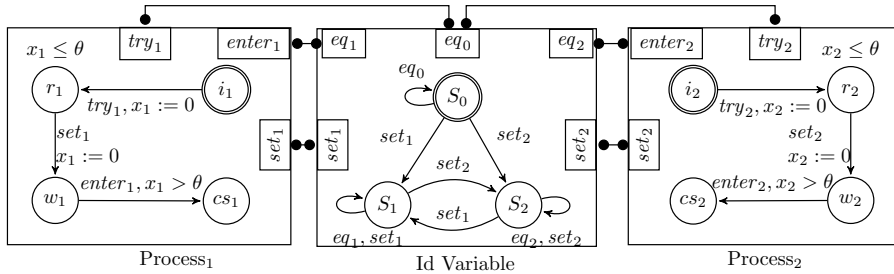 try₁ enter₁ eq₁ eq₀ eq₂ enter₂ try₂
x₁ ≤ θ
r₁ i₁
try₁, x₁ := 0
set₁
x₁ := 0
enter₁, x₁ > θ
w₁ cs₁
set₁ set₁
eq₀
S₀
set₁ set₂
set₂
S₁ S₂
set₁
eq₁, set₁ eq₂, set₂
set₂ set₂
x₂ ≤ θ
i₂ r₂
try₂, x₂ := 0
set₂
x₂ := 0
enter₂, x₂ > θ
cs₂ w₂
Process₁ Id Variable Process₂